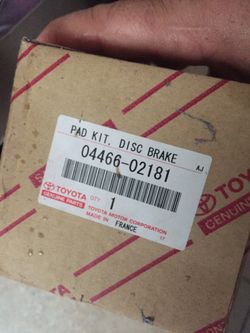 PAD KIT, DISC BRAKE
AJ
04466-02181
TOYOTA
GENUINE PARTS
QTY
1
TOYOTA MOTOR CORPORATION
MADE IN FRANCE
17
TOYOTA
GENUINE